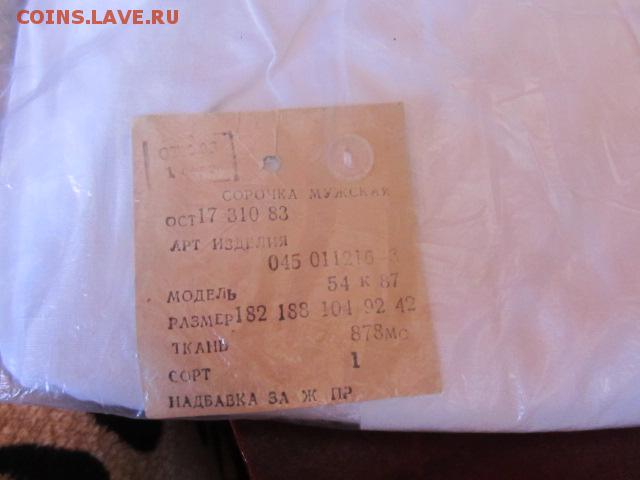 COINS.LAVE.RU
1
СОРОЧКА МУЖСКАЯ
ОСТ17 310 83
АРТ ИЗДЕЛИЯ
045 011216-3
54 К 87
МОДЕЛЬ
РАЗМЕР182 188 104 92 42
878МС
ТКАНЬ
1
СОРТ
НАДБАВКА ЗА Ж ПР